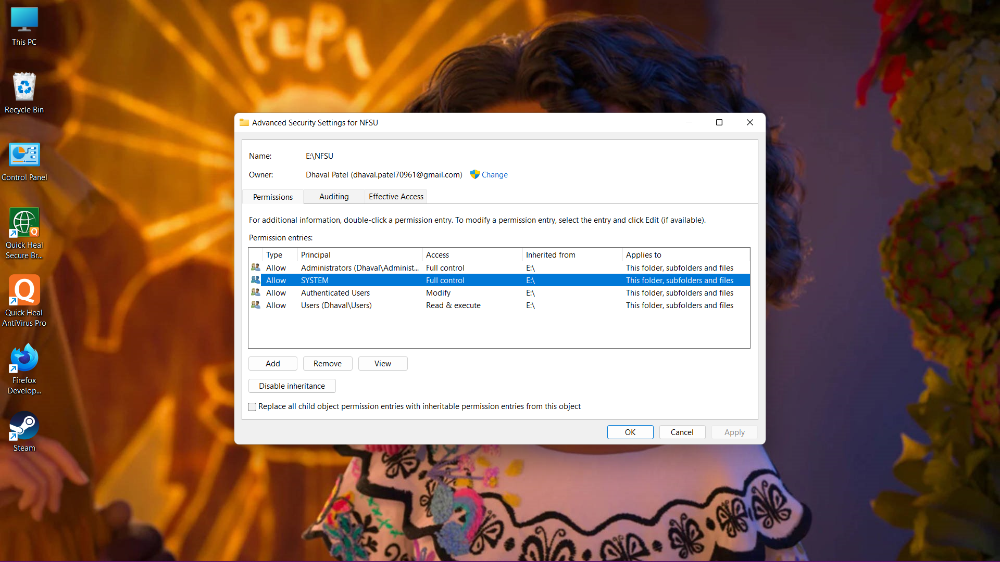 PEPI
This PC
Recycle Bin
Control Panel
Quick Heal
Secure Br...
Quick Heal
AntiVirus Pro
Firefox
Develop...
Steam
Advanced Security Settings for NFSU
Name: E:\NFSU
Owner: Dhaval Patel (dhaval.patel70961@gmail.com) Change
Permissions Auditing Effective Access
For additional information, double-click a permission entry. To modify a permission entry, select the entry and click Edit (if available).
Permission entries:
Type Principal Access Inherited from Applies to
Allow Administrators (Dhaval\Administ... Full control E:\ This folder, subfolders and files
Allow SYSTEM Full control E:\ This folder, subfolders and files
Allow Authenticated Users Modify E:\ This folder, subfolders and files
Allow Users (Dhaval\Users) Read & execute E:\ This folder, subfolders and files
Add Remove View
Disable inheritance
Replace all child object permission entries with inheritable permission entries from this object
OK Cancel Apply